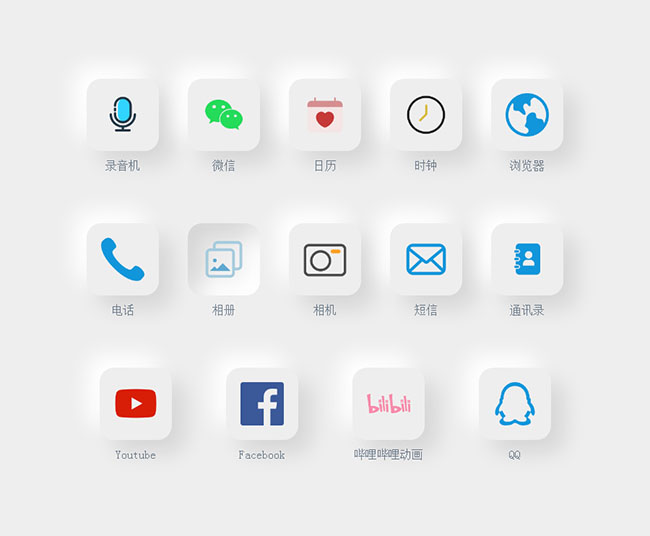 录音机
微信
日历
时钟
浏览器
电话
相册
相机
短信
通讯录
bilibili
Youtube
Facebook
哔哩哔哩动画
QQ